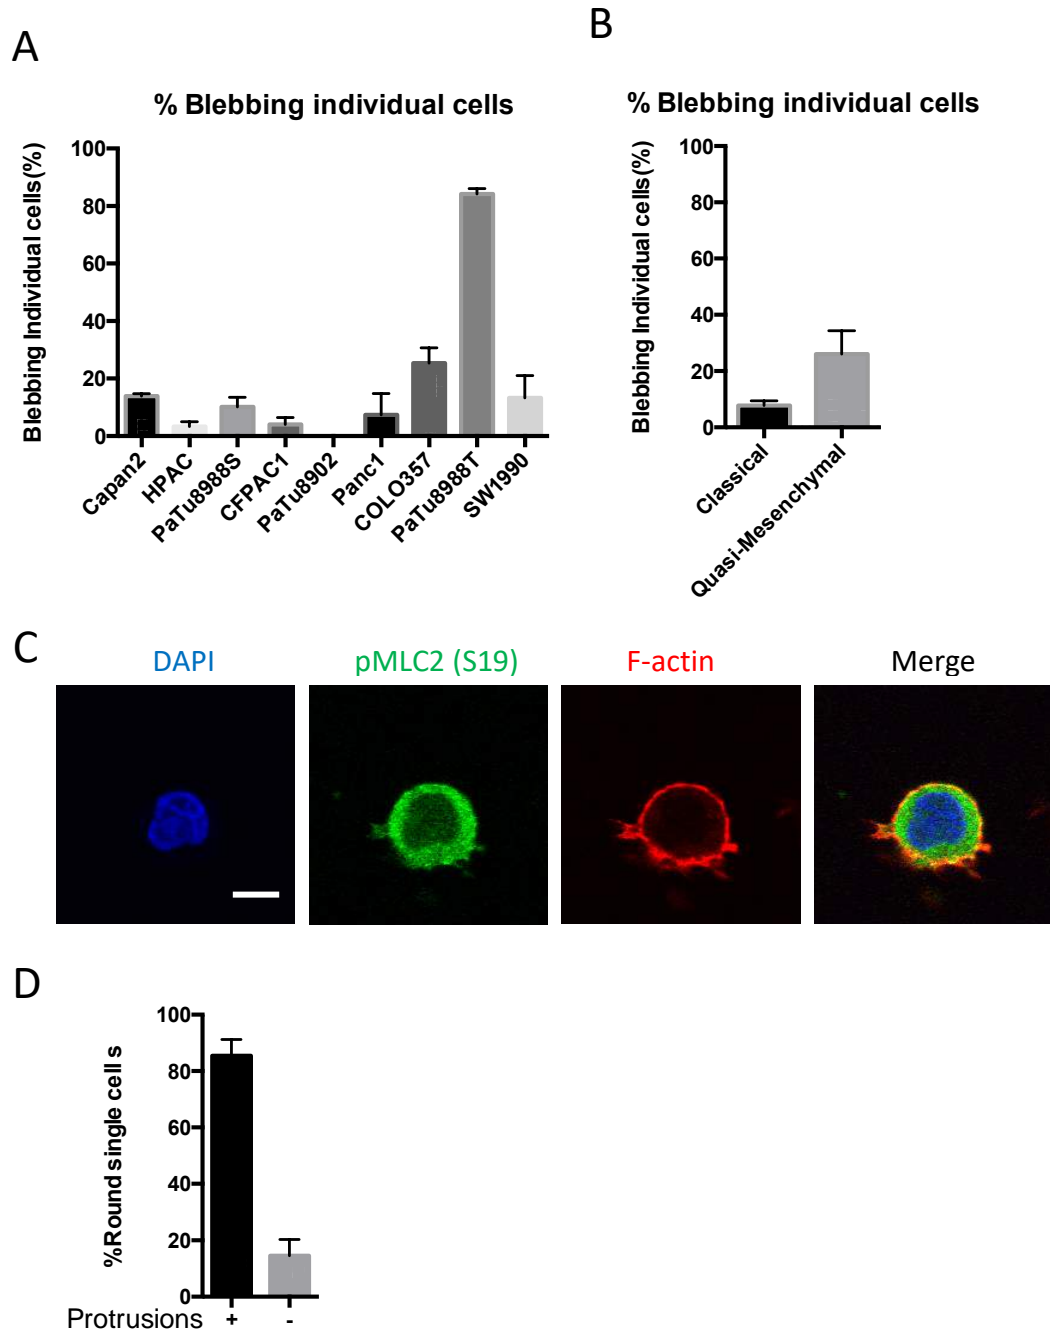 A
% Blebbing individual cells
Blebbing Individual cells(%)
100
80
60
40
20
0
Capan2
HPAC
PaTu8988S
CFPAC1
PaTu8902
Panc1
COLO357
PaTu8988T
SW1990
B
% Blebbing individual cells
Blebbing Individual cells(%)
100
80
60
40
20
0
Classical
Quasi-Mesenchymal
C
DAPI
pMLC2 (S19)
F-actin
Merge
D
%Round single cells
100
80
60
40
20
0
Protrusions + -